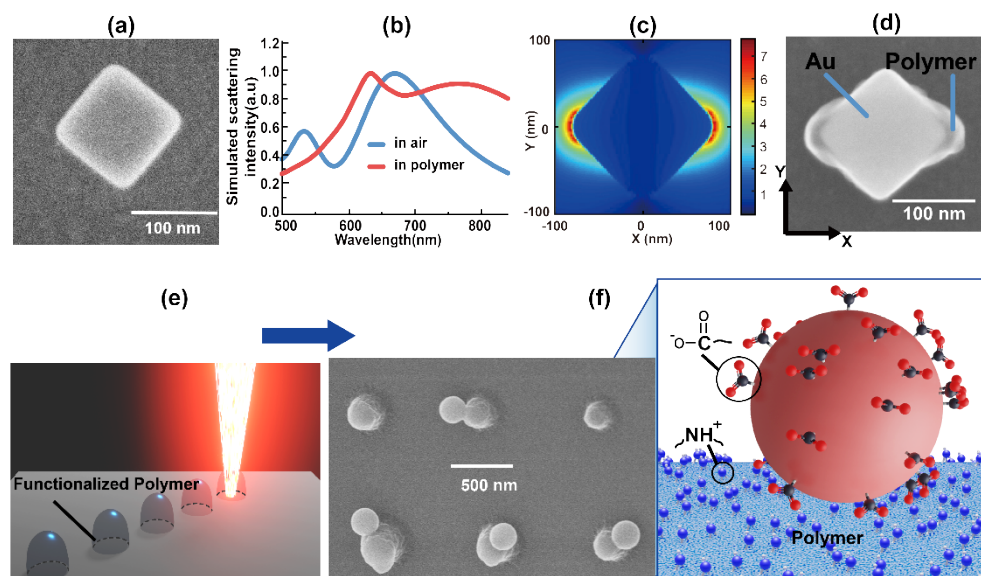 (a)
100 nm
(b)
Simulated scattering
intensity(a.u)
1.2
1.0
0.8
0.6
0.4
0.2
0.0
in air
in polymer
500
600
700
800
Wavelength(nm)
(c)
100
0
-100
Y (nm)
-100
0
100
X (nm)
7
6
5
4
3
2
1
(d)
Au
Polymer
Y
X
100 nm
(e)
Functionalized Polymer
(f)
500 nm
O
-O
C
NH+
Polymer